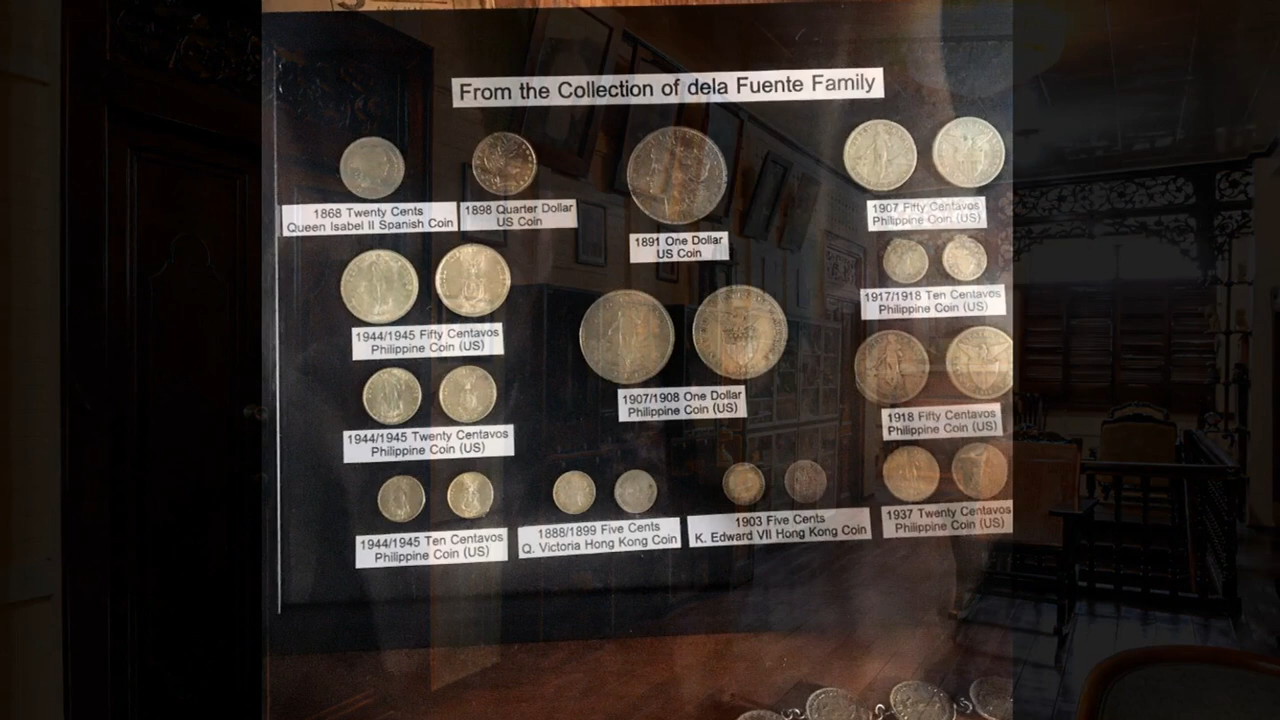 From the Collection of dela Fuente Family
1868 Twenty Cents
Queen Isabel II Spanish Coin
1898 Quarter Dollar
US Coin
1891 One Dollar
US Coin
1907 Fifty Centavos
Philippine Coin (US)
1917/1918 Ten Centavos
Philippine Coin (US)
1944/1945 Fifty Centavos
Philippine Coin (US)
1907/1908 One Dollar
Philippine Coin (US)
1918 Fifty Centavos
Philippine Coin (US)
1944/1945 Twenty Centavos
Philippine Coin (US)
1944/1945 Ten Centavos
Philippine Coin (US)
1888/1899 Five Cents
Q. Victoria Hong Kong Coin
1903 Five Cents
K. Edward VII Hong Kong Coin
1937 Twenty Centavos
Philippine Coin (US)